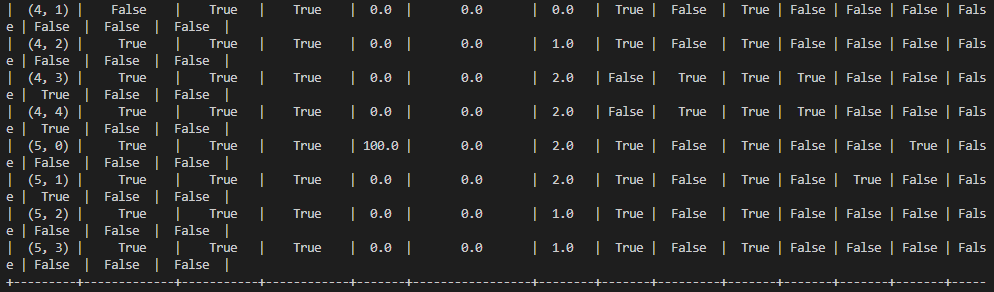 |  (4, 1) |    False    |    True   |    True    |  0.0  |       0.0       |  0.0   |  True |  False |  True | False | False | False | Fals
e | False  |  False  |  False  |
|  (4, 2) |     True    |    True   |    True    |  0.0  |       0.0       |  1.0   |  True |  False |  True | False | False | False | Fals
e | False  |  False  |  False  |
|  (4, 3) |     True    |    True   |    True    |  0.0  |       0.0       |  2.0   | False |  True  |  True |  True | False | False | Fals
e |  True  |  False  |  False  |
|  (4, 4) |     True    |    True   |    True    |  0.0  |       0.0       |  2.0   | False |  True  |  True |  True | False | False | Fals
e |  True  |  False  |  False  |
|  (5, 0) |     True    |    True   |    True    | 100.0 |       0.0       |  2.0   |  True |  False |  True | False | False |  True | Fals
e | False  |  False  |  False  |
|  (5, 1) |     True    |    True   |    True    |  0.0  |       0.0       |  2.0   |  True |  False |  True | False |  True | False | Fals
e |  True  |  False  |  False  |
|  (5, 2) |     True    |    True   |    True    |  0.0  |       0.0       |  1.0   |  True |  False |  True | False | False | False | Fals
e | False  |  False  |  False  |
|  (5, 3) |     True    |    True   |    True    |  0.0  |       0.0       |  1.0   |  True |  False |  True | False | False | False | Fals
e | False  |  False  |  False  |
+---------+-------------+-----------+------------+-------+-----------------+--------+-------+--------+-------+-------+-------+-------+-----